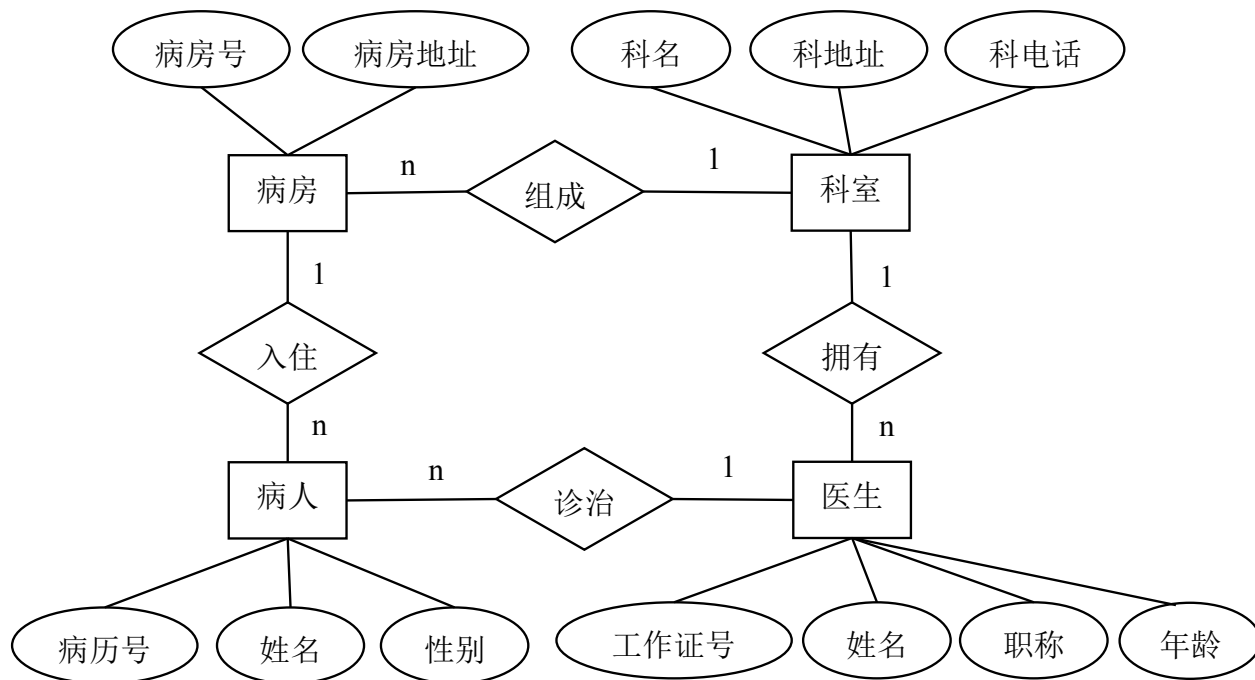 病房号
病房地址
科名
科地址
科电话
病房
n
组成
1
科室
1
1
入住
拥有
n
n
病人
n
诊治
1
医生
病历号
姓名
性别
工作证号
姓名
职称
年龄